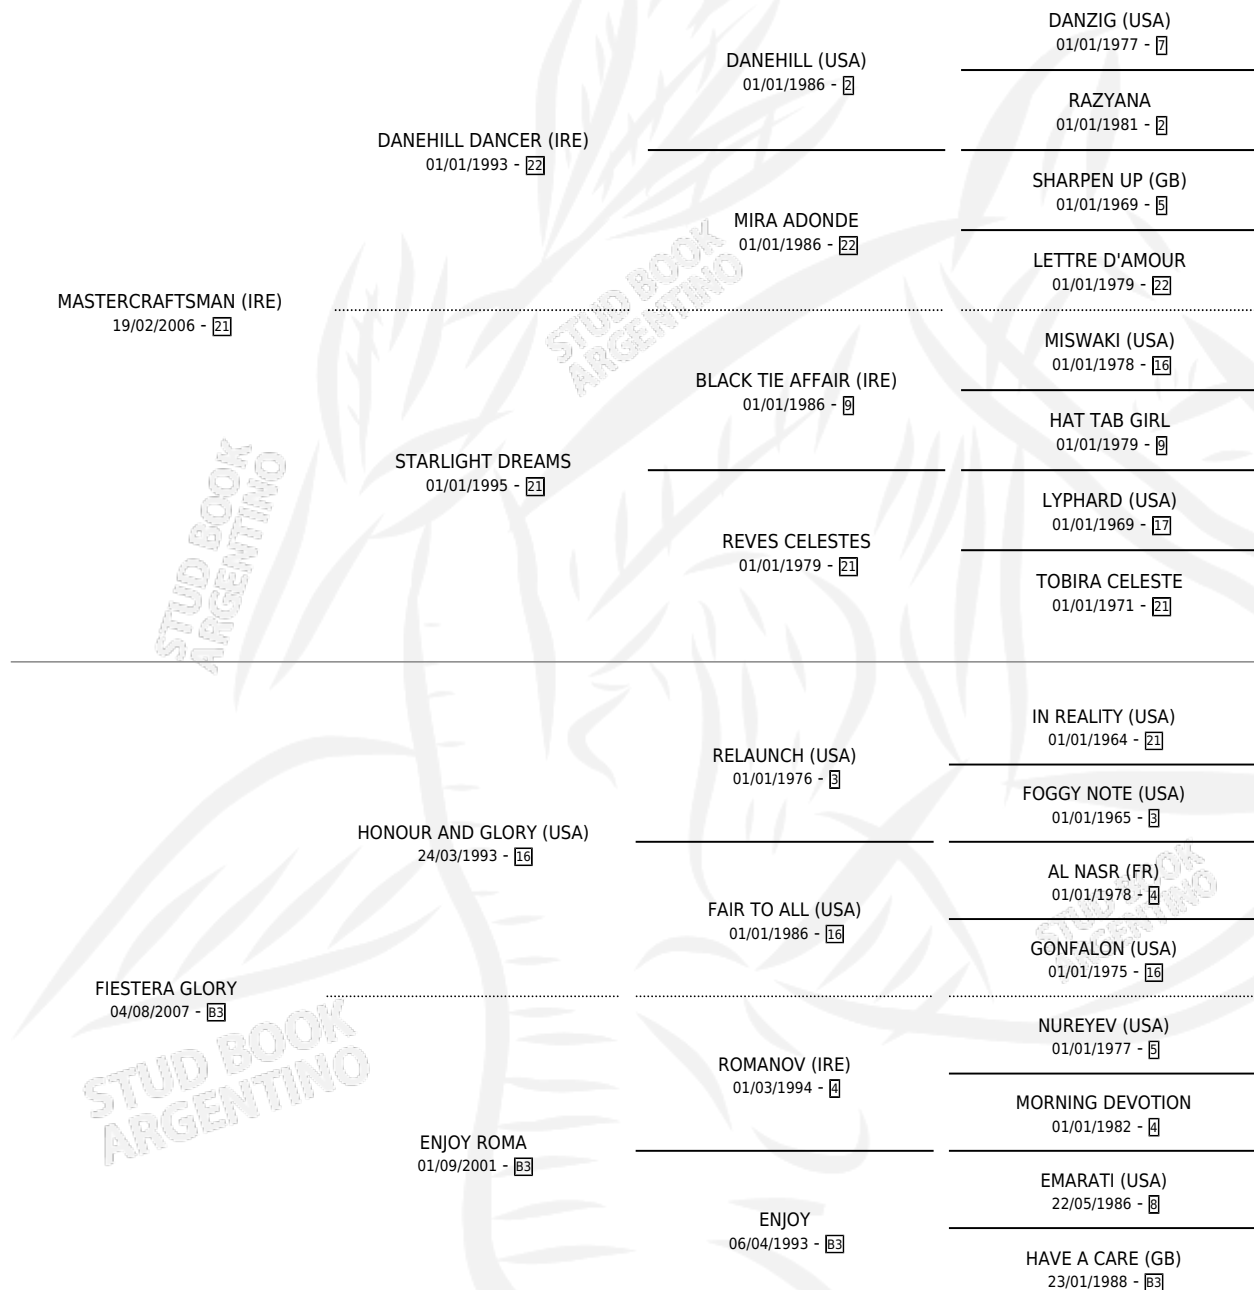 DANZIG (USA)
01/01/1977 - 7
DANEHILL (USA)
01/01/1986 - 2
RAZYANA
01/01/1981 - 2
DANEHILL DANCER (IRE)
01/01/1993 - 22
SHARPEN UP (GB)
01/01/1969 - 5
MIRA ADONDE
01/01/1986 - 22
LETTRE D'AMOUR
01/01/1979 - 22
MASTERCRAFTSMAN (IRE)
19/02/2006 - 21
MISWAKI (USA)
01/01/1978 - 16
BLACK TIE AFFAIR (IRE)
01/01/1986 - 9
HAT TAB GIRL
01/01/1979 - 9
STARLIGHT DREAMS
01/01/1995 - 21
LYPHARD (USA)
01/01/1969 - 17
REVES CELESTES
01/01/1979 - 21
TOBIRA CELESTE
01/01/1971 - 21
IN REALITY (USA)
01/01/1964 - 21
RELAUNCH (USA)
01/01/1976 - 3
FOGGY NOTE (USA)
01/01/1965 - 3
HONOUR AND GLORY (USA)
24/03/1993 - 16
AL NASR (FR)
01/01/1978 - 4
FAIR TO ALL (USA)
01/01/1986 - 16
GONFALON (USA)
01/01/1975 - 16
FIESTERA GLORY
04/08/2007 - B3
NUREYEV (USA)
01/01/1977 - 5
ROMANOV (IRE)
01/03/1994 - 4
MORNING DEVOTION
01/01/1982 - 4
ENJOY ROMA
01/09/2001 - B3
EMARATI (USA)
22/05/1986 - 8
ENJOY
06/04/1993 - B3
HAVE A CARE (GB)
23/01/1988 - B3
STUD BOOK
ARGENTINO
STUD BOOK
ARGENTINO
STUD BOOK
ARGENTINO
STUD BOOK
ARGENTINO